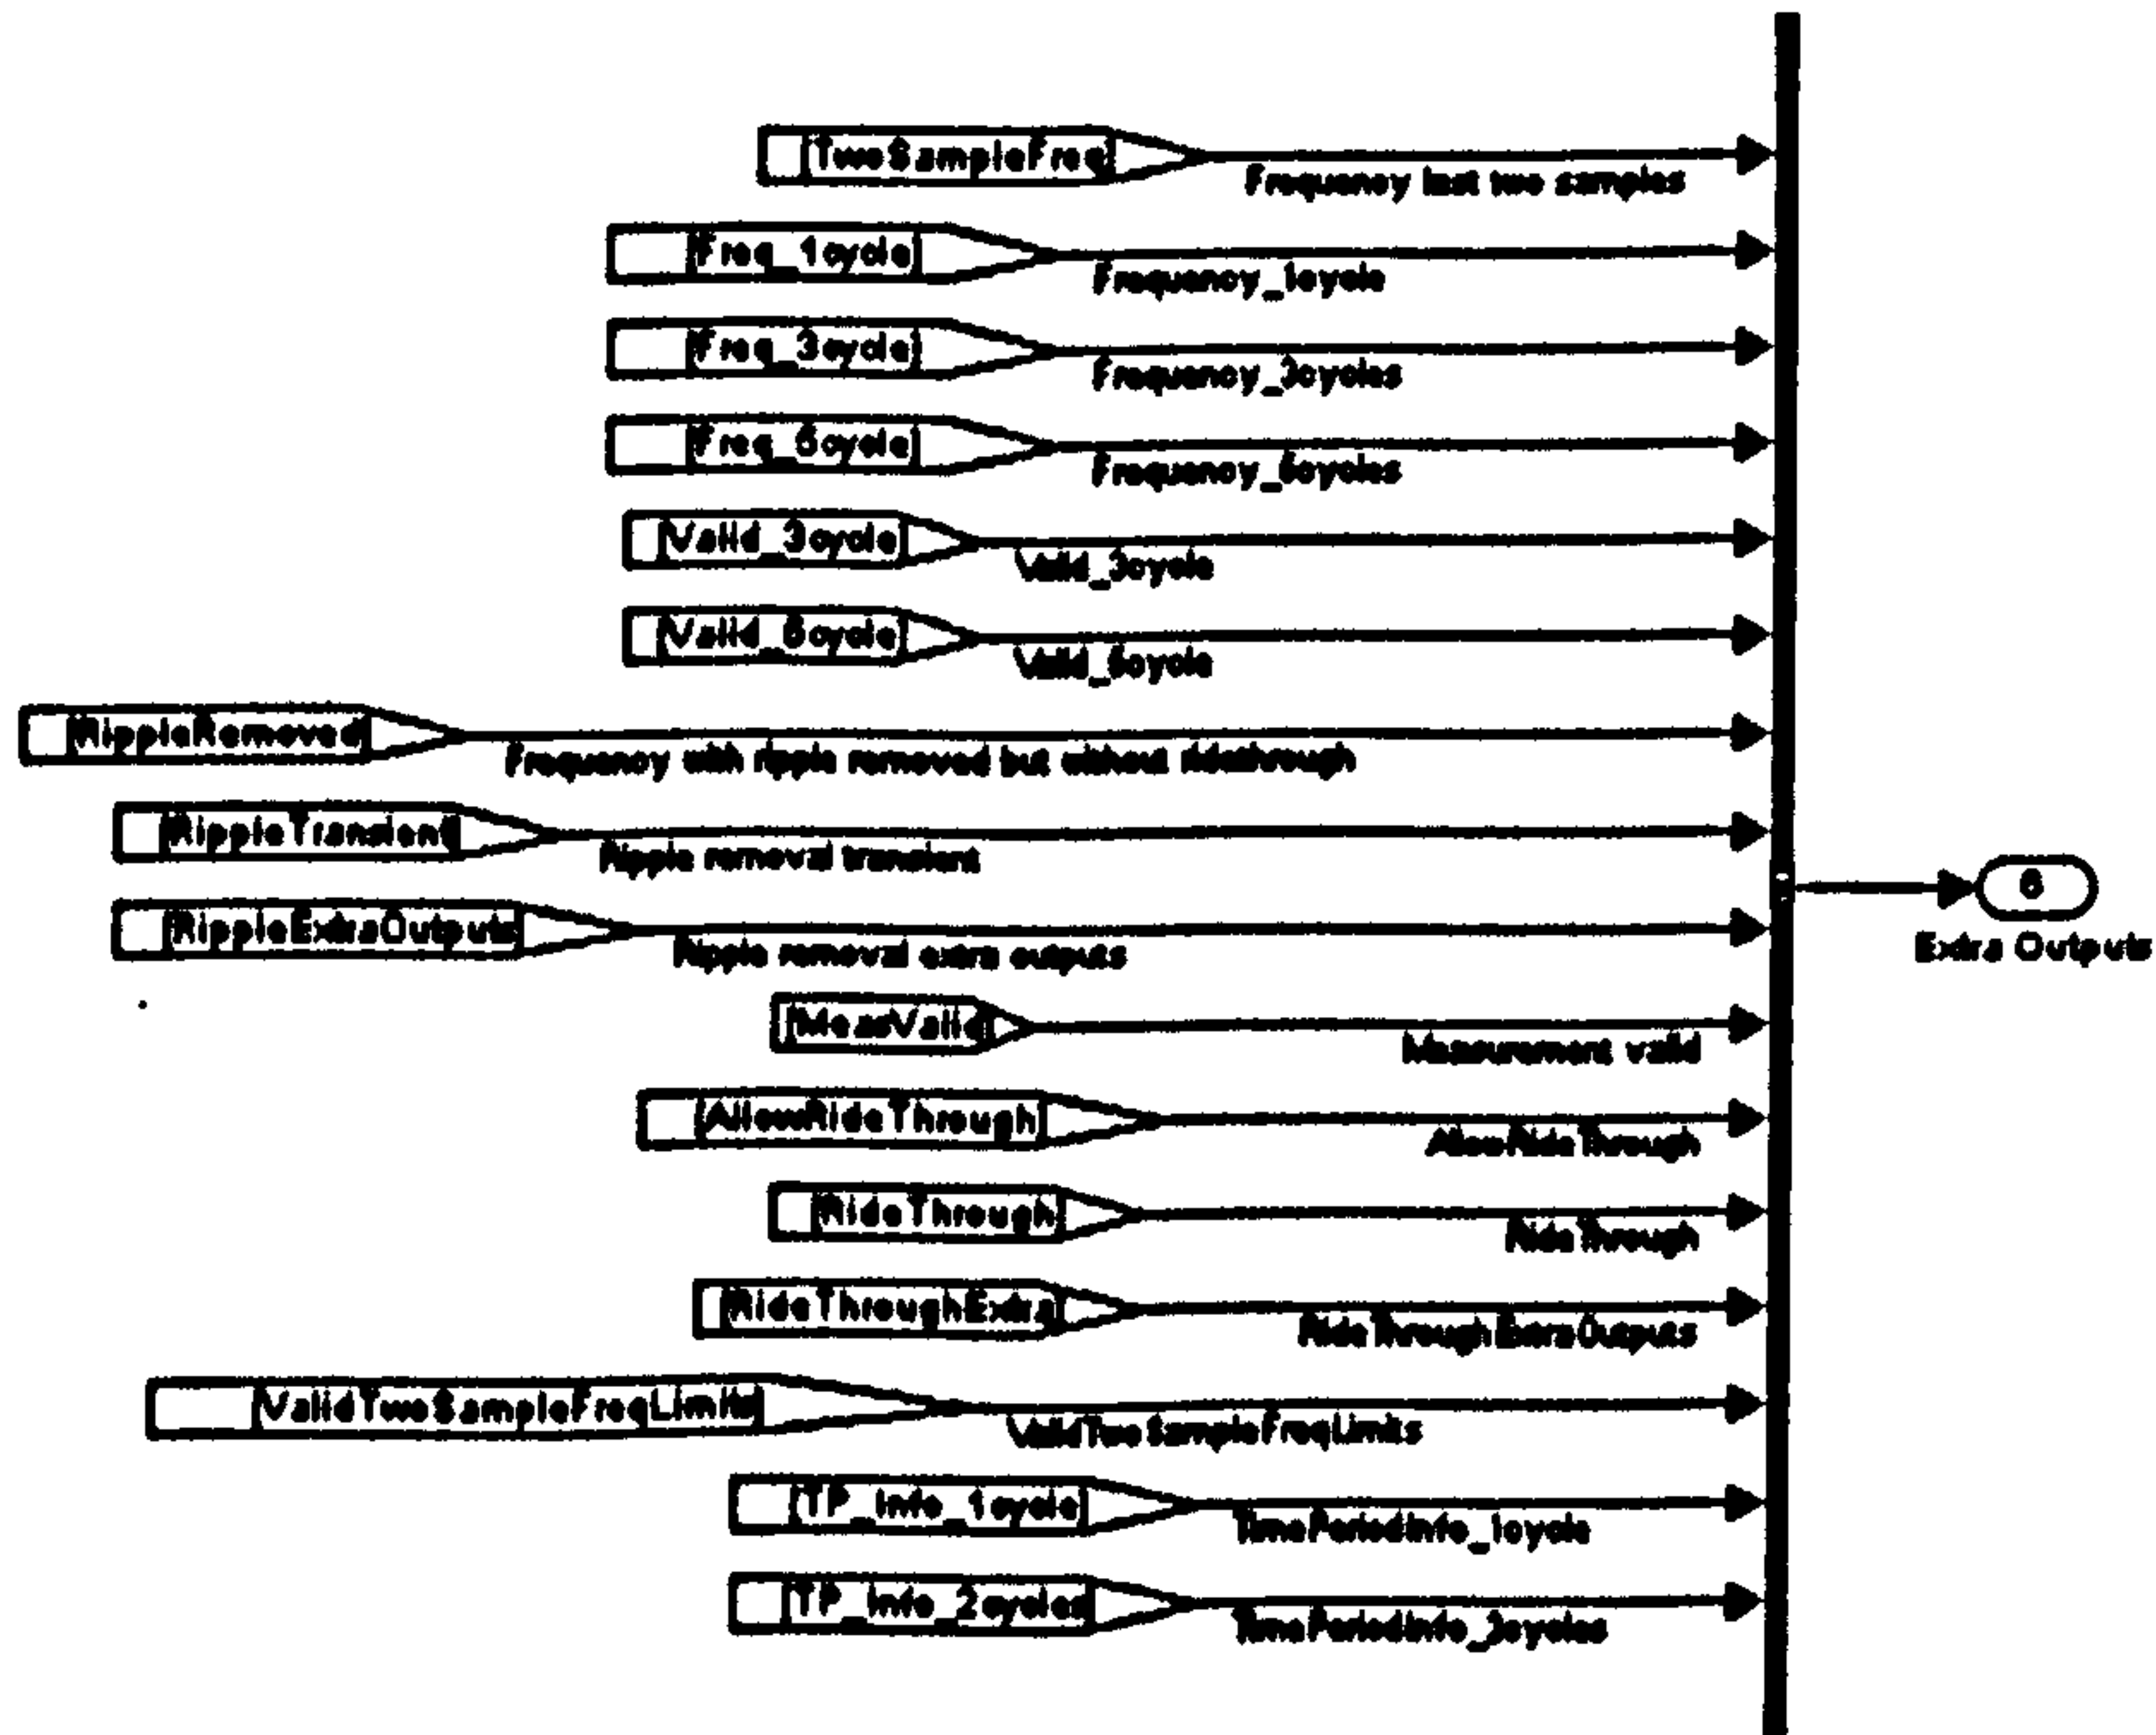 TwoSampleFreq
Frequency last two samples
Freq_1cycle
Frequency_1cycle
Freq_3cycle
Frequency_3cycles
Freq_6cycle
Frequency_6cycles
Valid_3cycle
Valid_3cycle
Valid_6cycle
Valid_6cycle
RippleRemoved
Frequency with ripple removed but without ridethrough
RippleTransient
Ripple removal transient
RippleExtraOutputs
Ripple removal extra outputs
6
Extra Outputs
MeasValid
Measurement valid
AllowRideThrough
AllowRideThrough
RideThrough
RideThrough
RideThroughExtra
RideThroughExtraOutputs
ValidTwoSampleFreqLimits
ValidTwoSampleFreqLimits
TP_Info_1cycle
TimePeriodInfo_1cycle
TP_Info_2cycles
TimePeriodInfo_2cycles